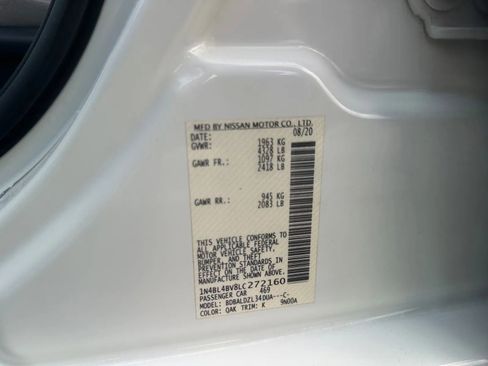 MFD BY NISSAN MOTOR CO., LTD.
DATE: 08/20
GVWR: 1963 KG
4328 LB
GAWR FR: 1097 KG
2418 LB
GAWR RR: 945 KG
2083 LB
THIS VEHICLE CONFORMS TO
ALL APPLICABLE FEDERAL
MOTOR VEHICLE SAFETY,
BUMPER, AND THEFT
PREVENTION STANDARDS IN
EFFECT ON THE DATE OF
MANUFACTURE SHOWN ABOVE.
1N4BL4BV8LC272160
PASSENGER CAR 469
MODEL: BDBALDZL34DUA---C-
COLOR: QAK TRIM: K 9N00A